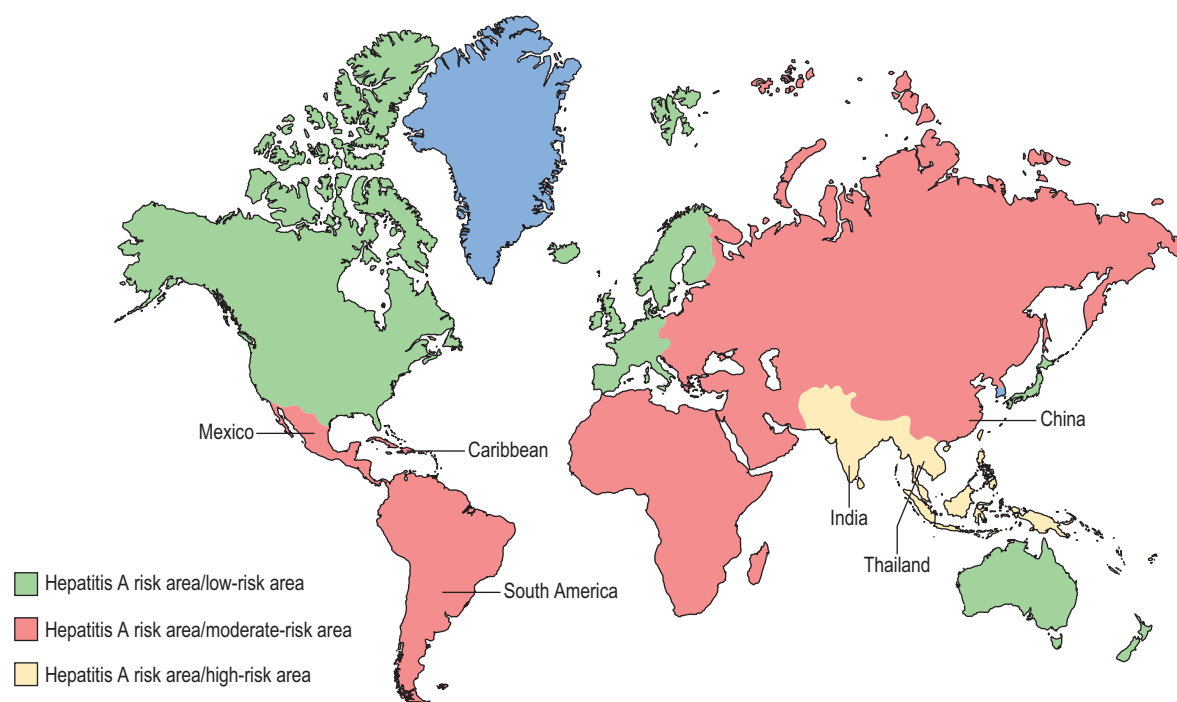 Mexico
Caribbean
China
India
Thailand
South America
Hepatitis A risk area/low-risk area
Hepatitis A risk area/moderate-risk area
Hepatitis A risk area/high-risk area